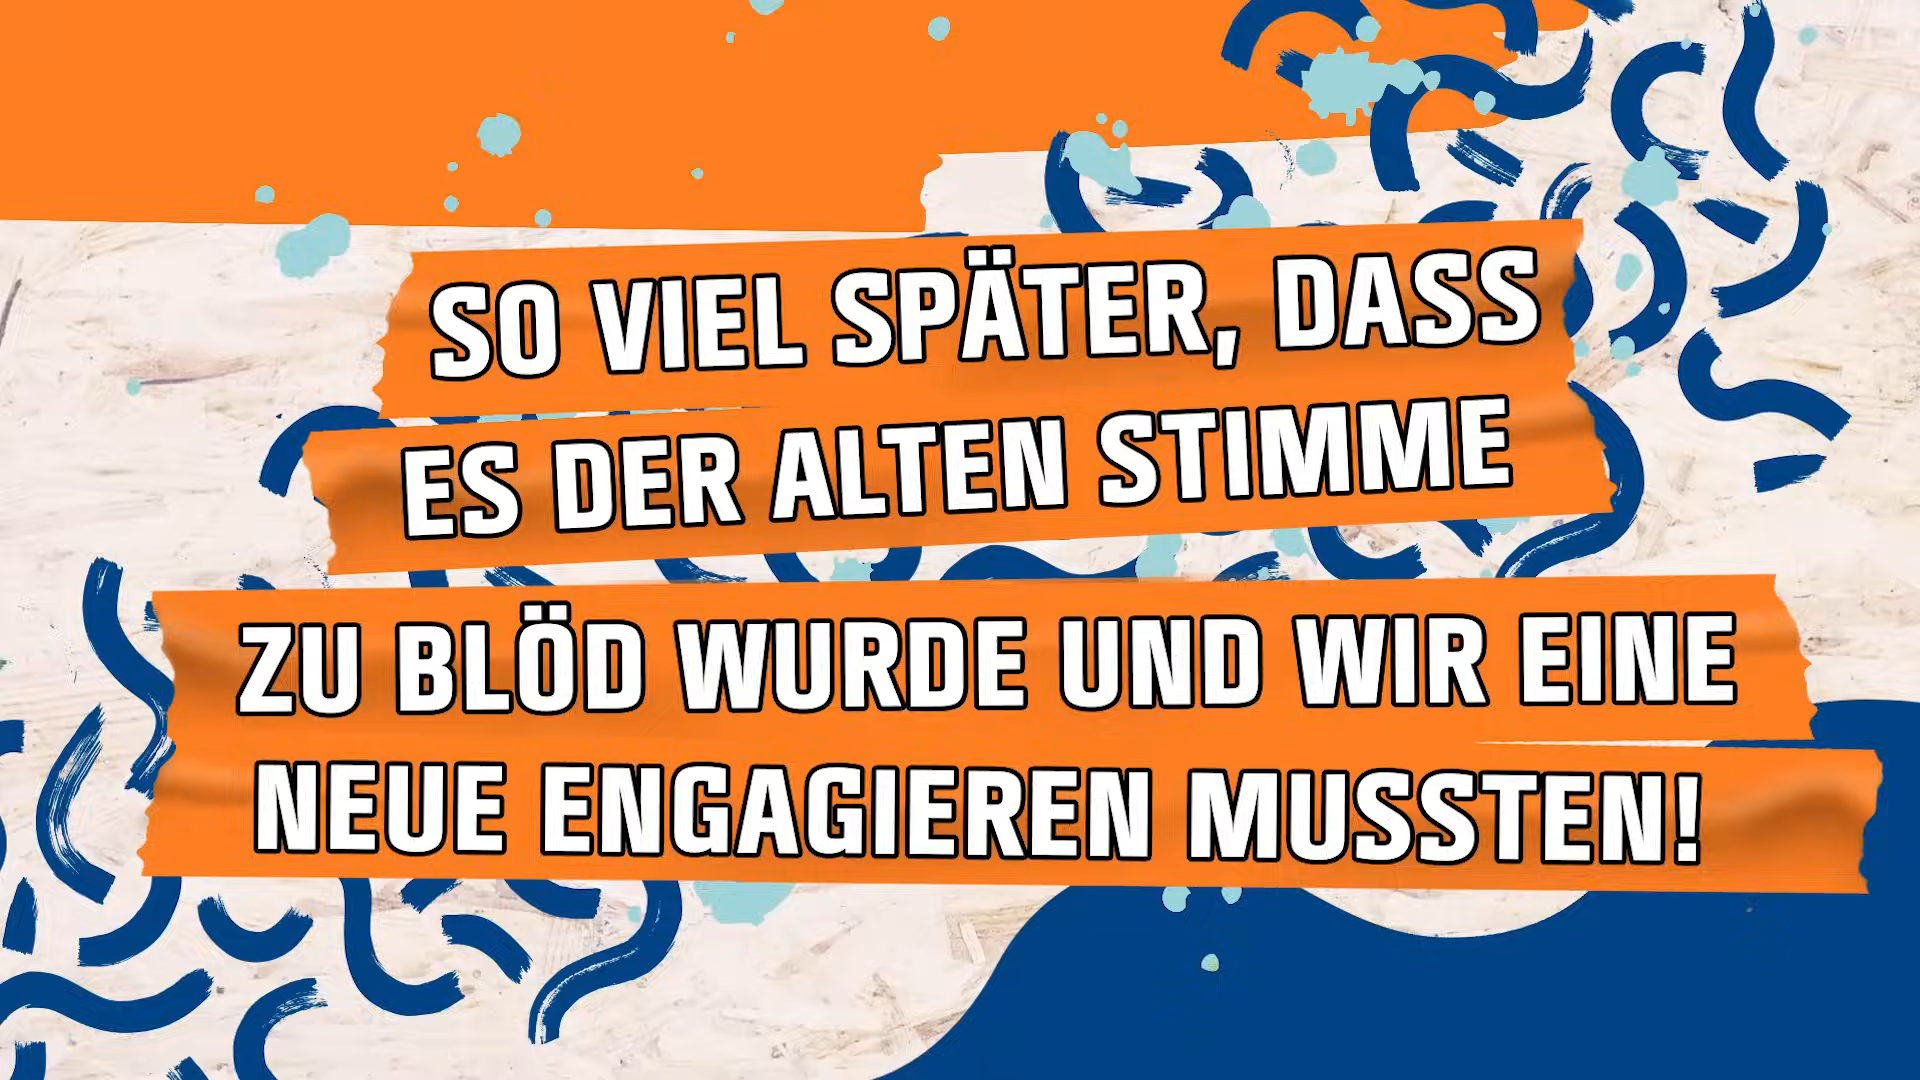 SO VIEL SPÄTER, DASS
ES DER ALTEN STIMME
ZU BLÖD WURDE UND WIR EINE
NEUE ENGAGIEREN MUSSTEN!